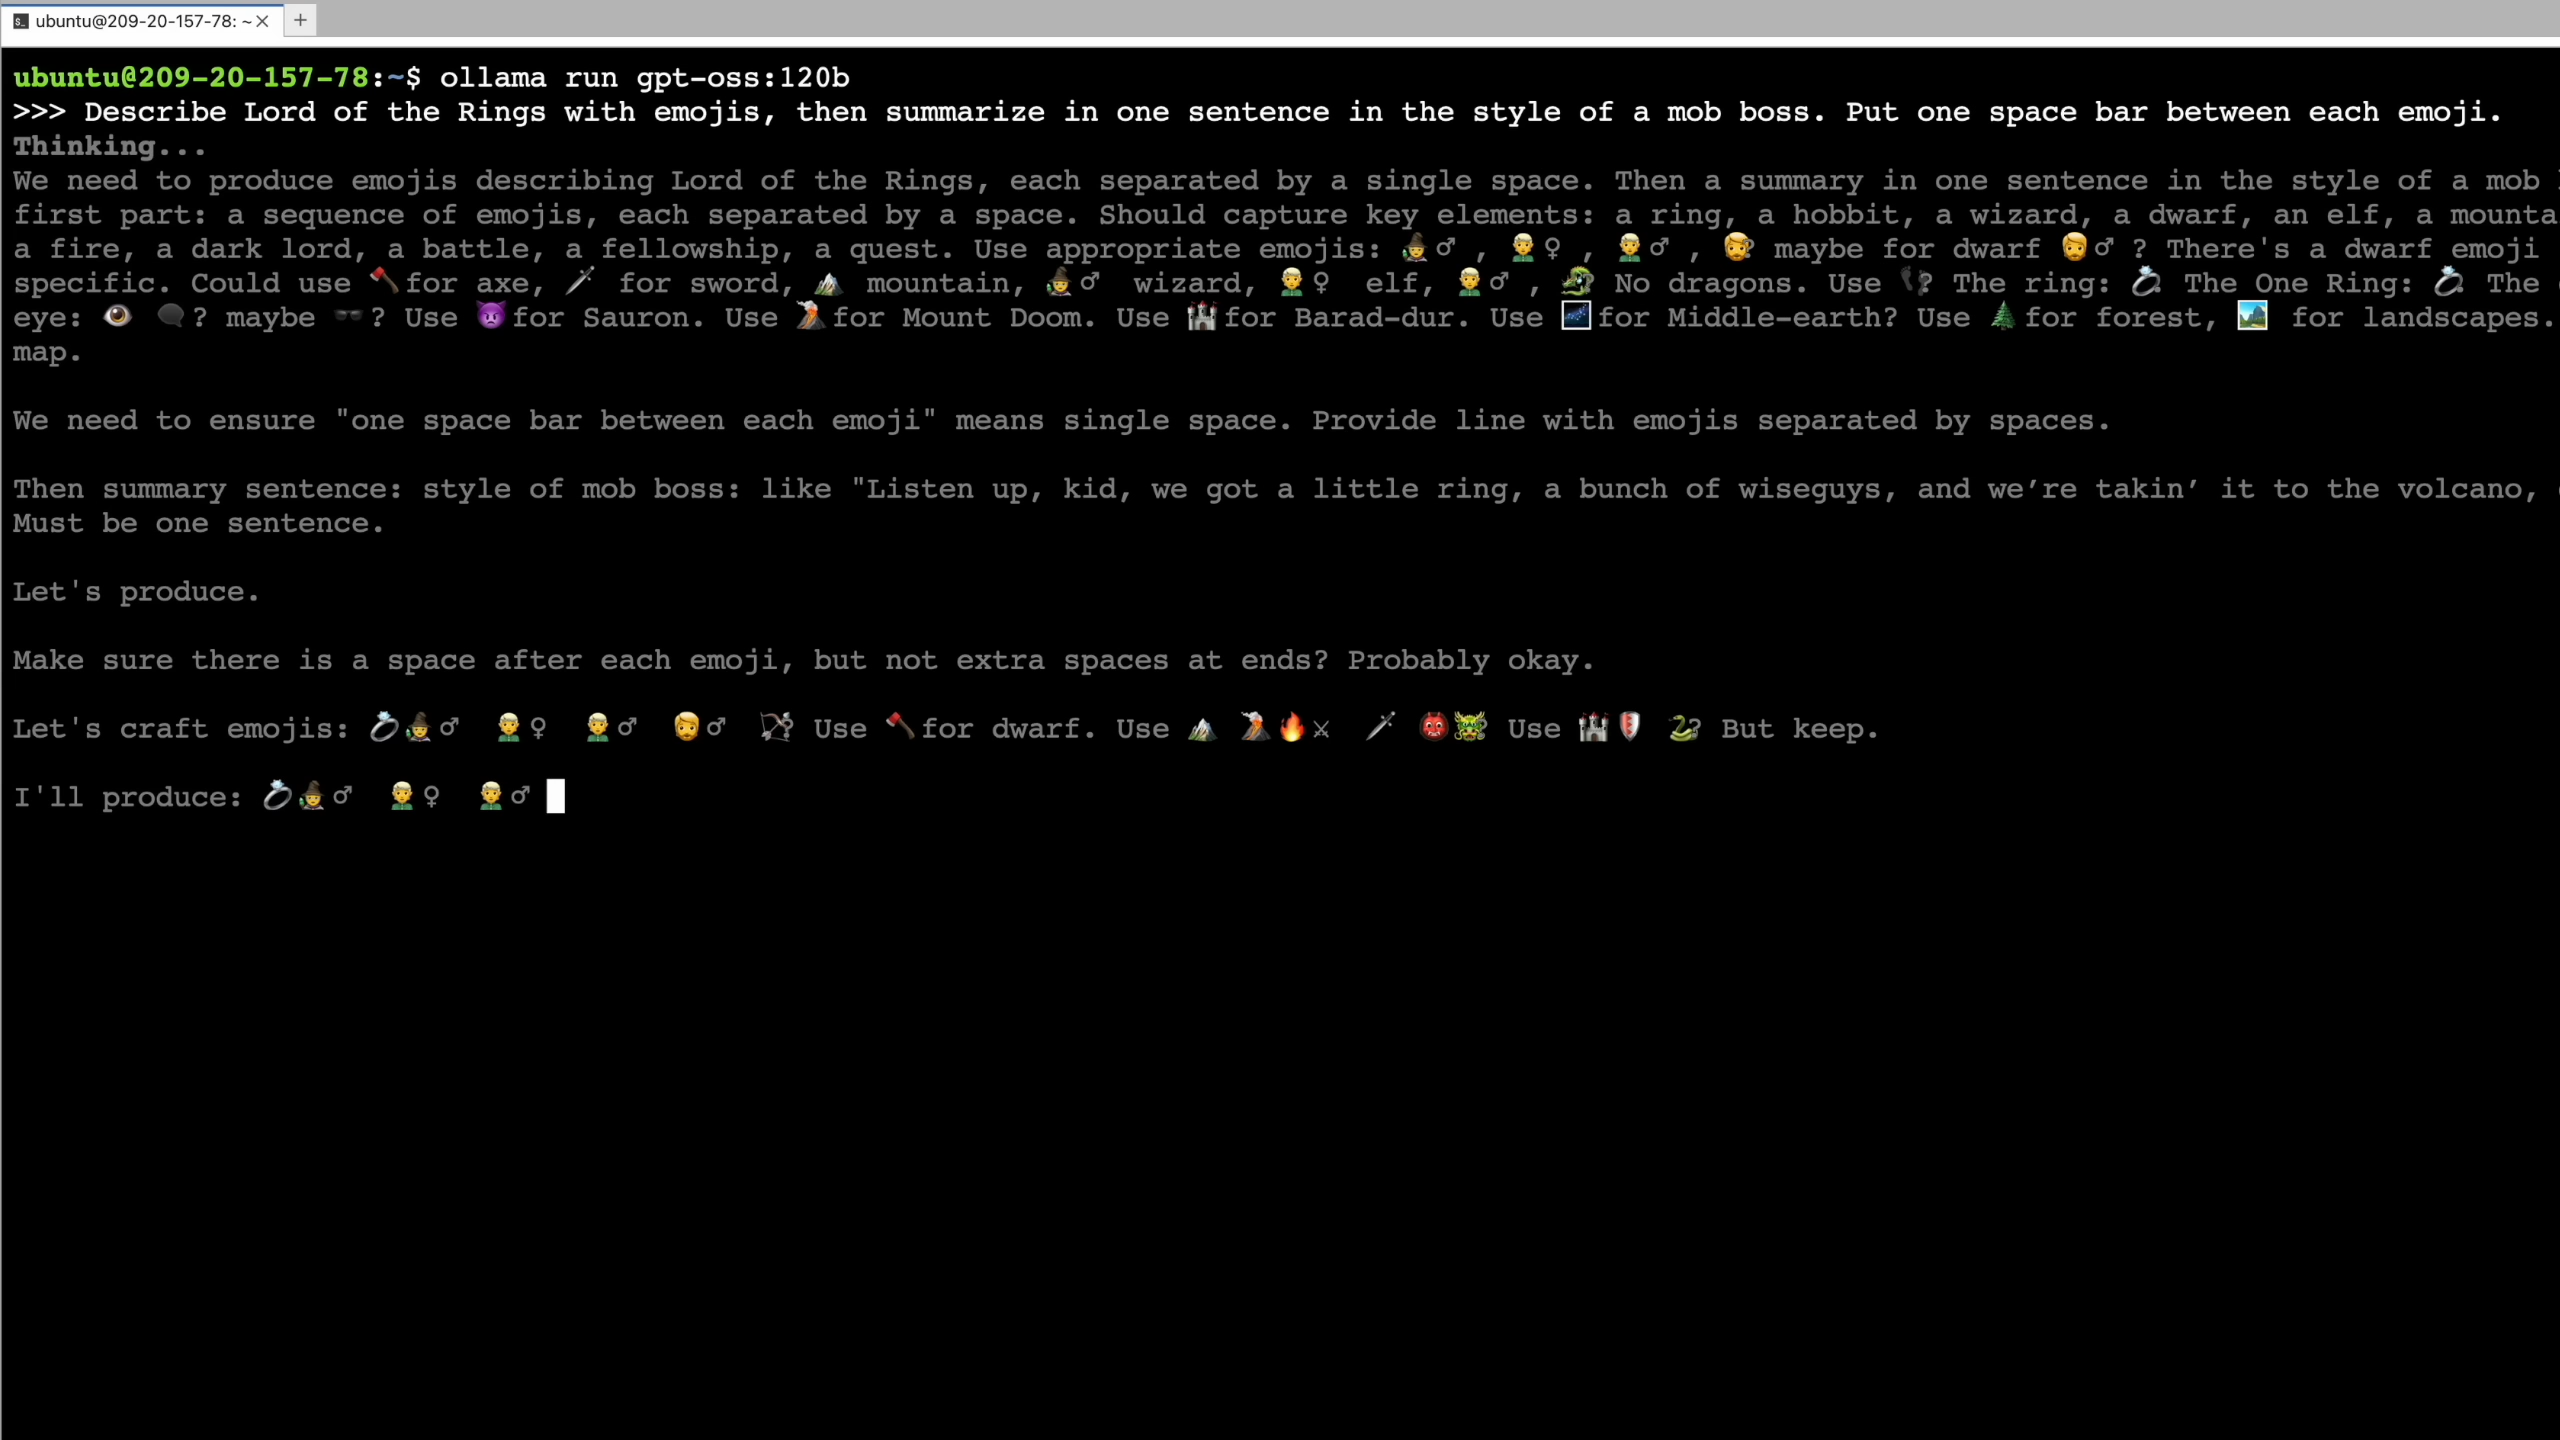 ubuntu@209-20-157-78: ~
ubuntu@209-20-157-78:~$ ollama run gpt-oss:120b
>>> Describe Lord of the Rings with emojis, then summarize in one sentence in the style of a mob boss. Put one space bar between each emoji.
Thinking...
We need to produce emojis describing Lord of the Rings, each separated by a single space. Then a summary in one sentence in the style of a mob
first part: a sequence of emojis, each separated by a space. Should capture key elements: a ring, a hobbit, a wizard, a dwarf, an elf, a mounta
a fire, a dark lord, a battle, a fellowship, a quest. Use appropriate emojis: 🧙♂ , 🧝♀ , 🧝♂ , 🧔? maybe for dwarf 🧔♂ ? There's a dwarf emoji
specific. Could use 🪓for axe, 🗡 for sword, 🏔 mountain, 🧙♂ wizard, 🧝♀ elf, 🧝♂ , 🐉 No dragons. Use 👣? The ring: 💍. The One Ring: 💍. The
eye: 👁 🗨? maybe 🕶? Use 👿for Sauron. Use 🌋for Mount Doom. Use 🏰for Barad-dur. Use 🌌for Middle-earth? Use 🌲for forest, 🏞 for landscapes.
map.
We need to ensure "one space bar between each emoji" means single space. Provide line with emojis separated by spaces.
Then summary sentence: style of mob boss: like "Listen up, kid, we got a little ring, a bunch of wiseguys, and we’re takin’ it to the volcano,
Must be one sentence.
Let's produce.
Make sure there is a space after each emoji, but not extra spaces at ends? Probably okay.
Let's craft emojis: 💍🧙♂ 🧝♀ 🧝♂ 🧔♂ 🏹 Use 🪓for dwarf. Use 🏔 🌋🔥⚔ 🗡 👹🐲 Use 🏰🛡 🐍? But keep.
I'll produce: 💍🧙♂ 🧝♀ 🧝♂